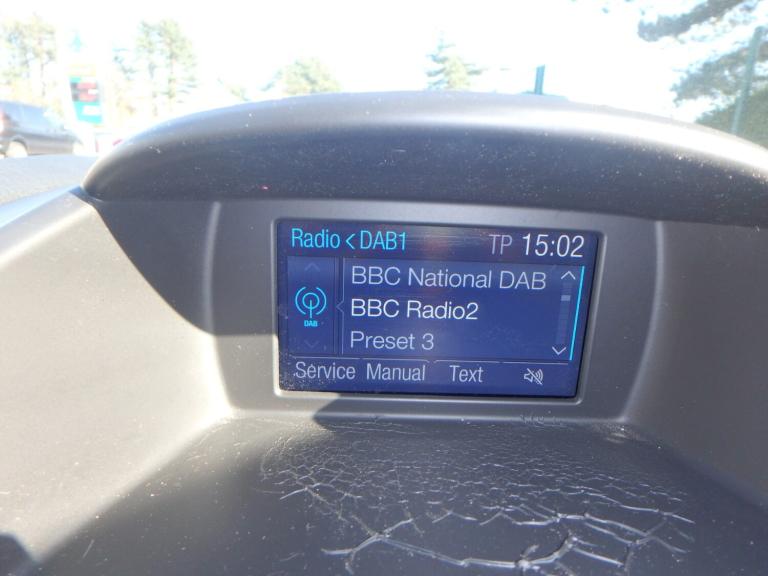 Radio < DAB1 TP 15:02
BBC National DAB
DAB
BBC Radio2
Preset 3
Service Manual Text